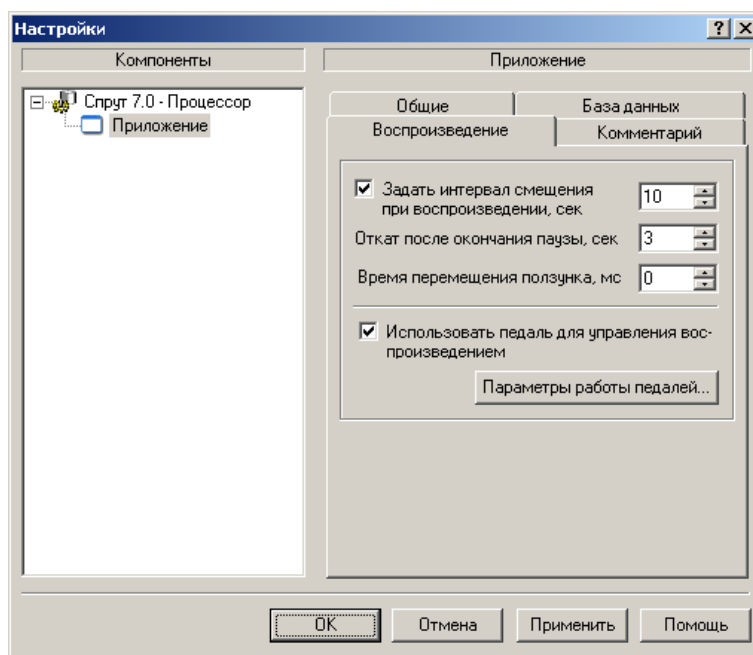 Настройки
Компоненты
Приложение
Спрут 7.0 - Процессор
Приложение
Общие
База данных
Воспроизведение
Комментарий
Задать интервал смещения
при воспроизведении, сек
10
Откат после окончания паузы, сек
3
Время перемещения ползунка, мс
0
Использовать педаль для управления вос-
произведением
Параметры работы педалей...
OK
Отмена
Применить
Помощь